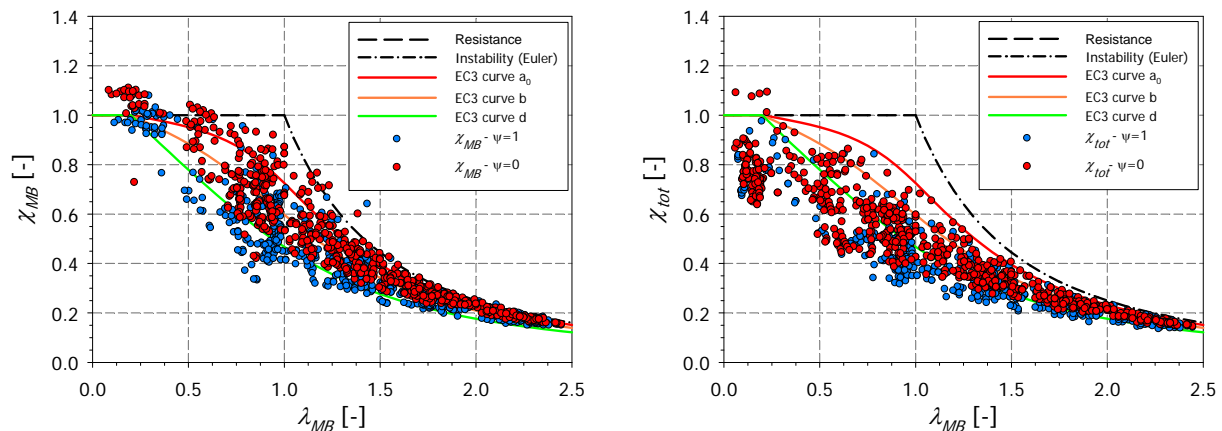 1.4
1.2
1.0
0.8
0.6
0.4
0.2
0.0
χMB [-]
0.0 0.5 1.0 1.5 2.0 2.5
λMB [-]
Resistance
Instability (Euler)
EC3 curve a0
EC3 curve b
EC3 curve d
χMB - ψ=1
χMB - ψ=0
1.4
1.2
1.0
0.8
0.6
0.4
0.2
0.0
χtot [-]
0.0 0.5 1.0 1.5 2.0 2.5
λMB [-]
Resistance
Instability (Euler)
EC3 curve a0
EC3 curve b
EC3 curve d
χtot - ψ=1
χtot - ψ=0